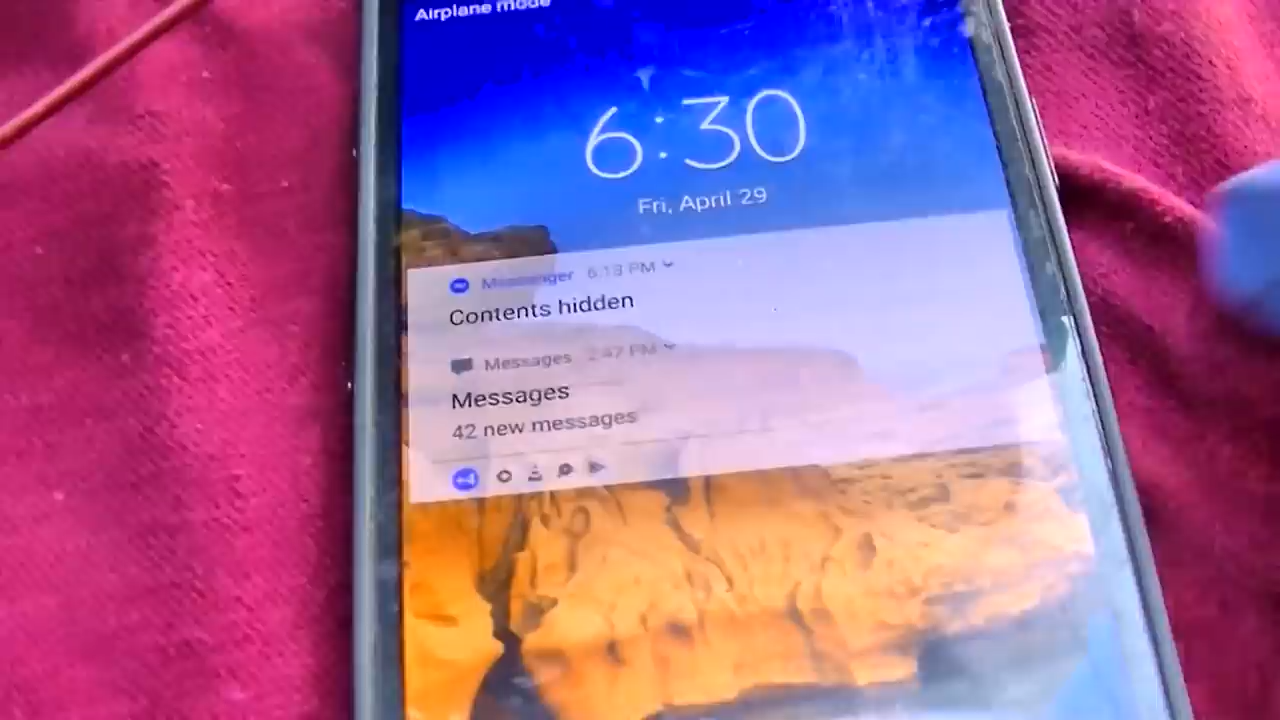 Airplane mode
6:30
Fri, April 29
Messenger 6:13 PM
Contents hidden
Messages 2:47 PM
Messages
42 new messages
+4